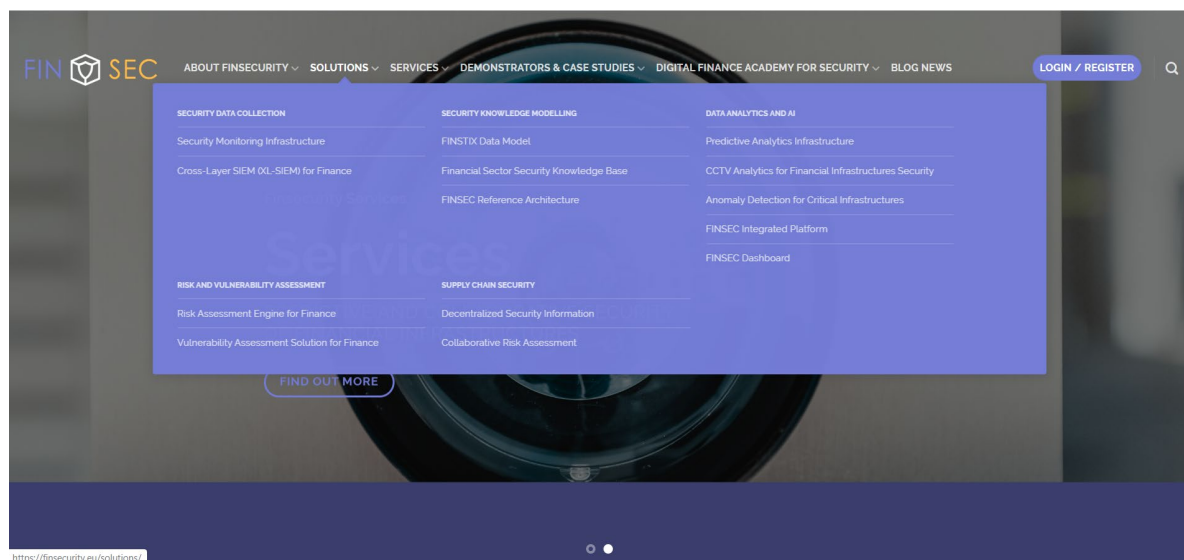 FIN SEC
ABOUT FINSECURITY
SOLUTIONS
SERVICES
DEMONSTRATORS & CASE STUDIES
DIGITAL FINANCE ACADEMY FOR SECURITY
BLOG NEWS
LOGIN / REGISTER
SECURITY DATA COLLECTION
Security Monitoring Infrastructure
Cross-Layer SIEM (XL-SIEM) for Finance
SECURITY KNOWLEDGE MODELLING
FINSTIX Data Model
Financial Sector Security Knowledge Base
FINSEC Reference Architecture
DATA ANALYTICS AND AI
Predictive Analytics Infrastructure
CCTV Analytics for Financial Infrastructures Security
Anomaly Detection for Critical Infrastructures
FINSEC Integrated Platform
FINSEC Dashboard
RISK AND VULNERABILITY ASSESSMENT
Risk Assessment Engine for Finance
Vulnerability Assessment Solution for Finance
SUPPLY CHAIN SECURITY
Decentralized Security Information
Collaborative Risk Assessment
Services
FIND OUT MORE
https://finsecurity.eu/solutions/